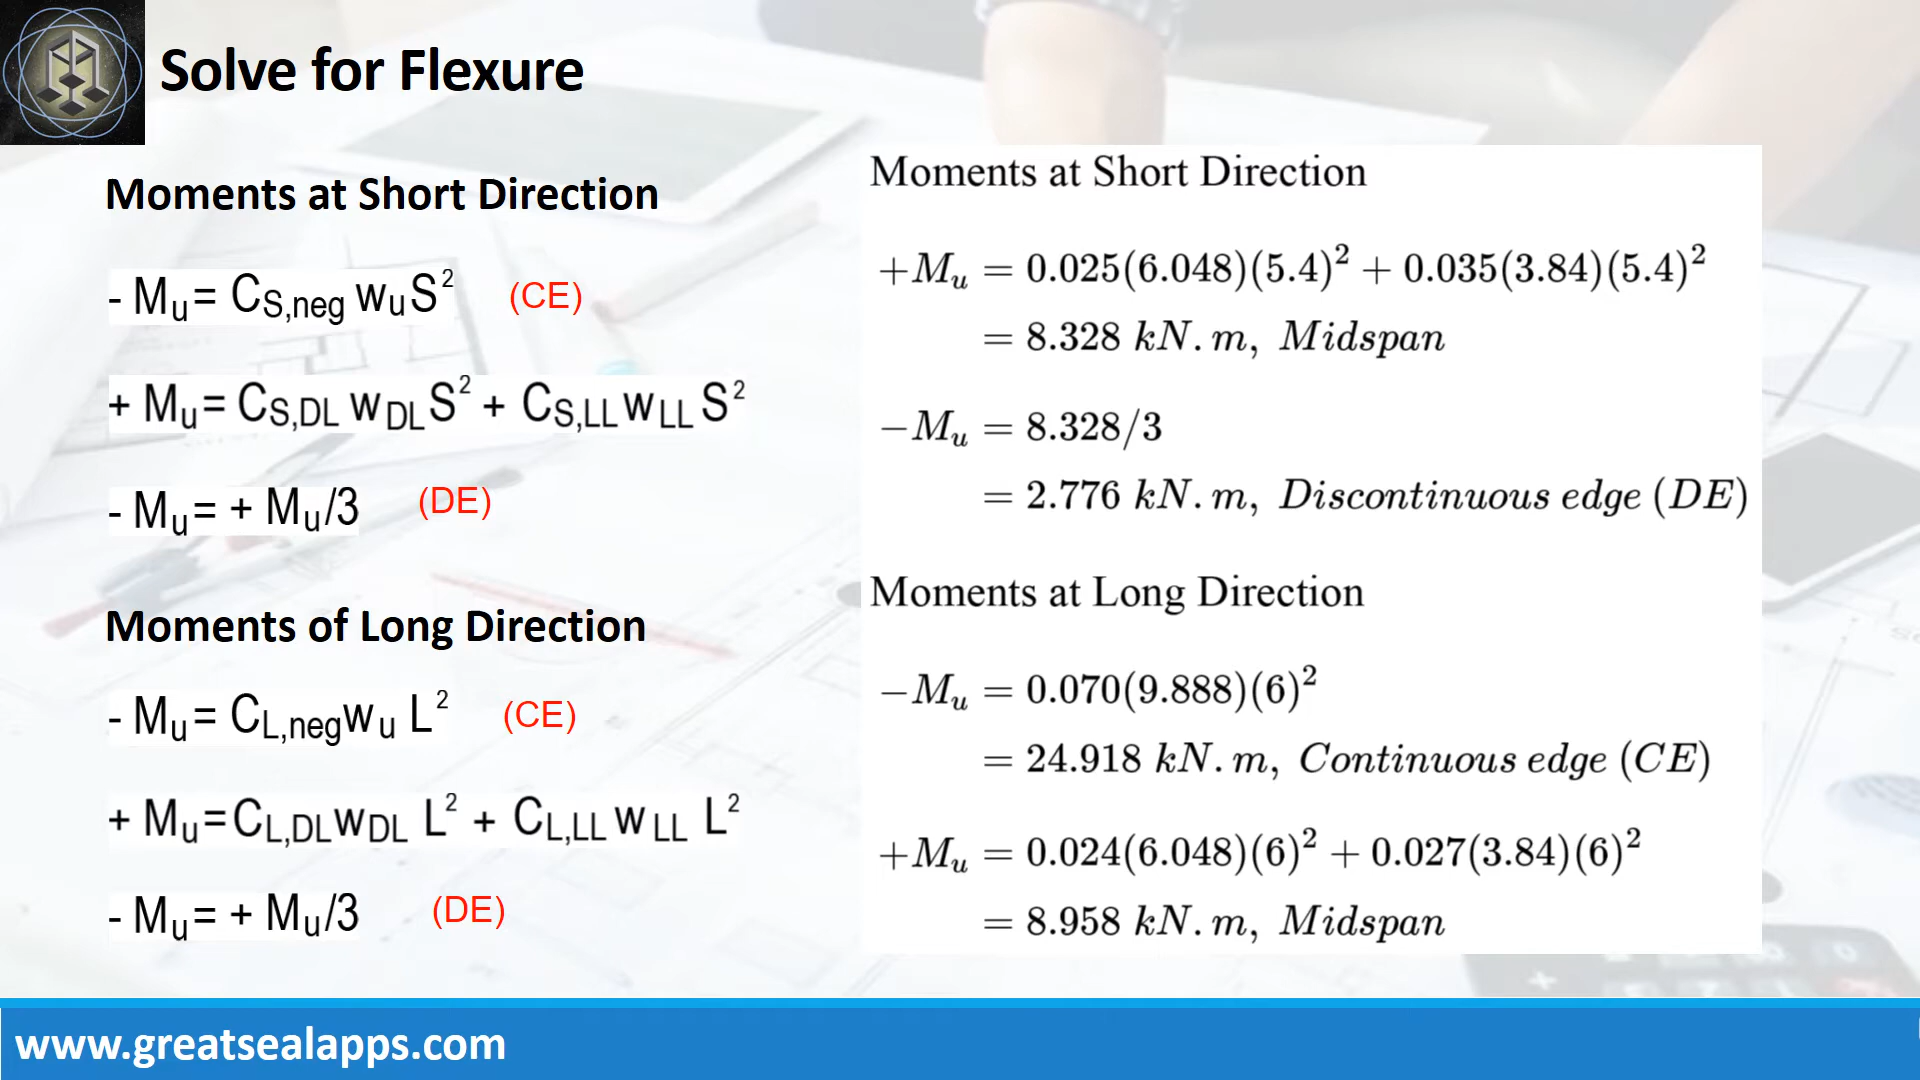 Solve for Flexure
Moments at Short Direction
- Mu = CS,neg wu S² (CE)
+ Mu = CS,DL wDL S² + CS,LL wLL S²
- Mu = + Mu/3 (DE)
Moments of Long Direction
- Mu = CL,neg wu L² (CE)
+ Mu = CL,DL wDL L² + CL,LL wLL L²
- Mu = + Mu/3 (DE)
Moments at Short Direction
+Mu = 0.025(6.048)(5.4)² + 0.035(3.84)(5.4)²
= 8.328 kN.m, Midspan
−Mu = 8.328/3
= 2.776 kN.m, Discontinuous edge (DE)
Moments at Long Direction
−Mu = 0.070(9.888)(6)²
= 24.918 kN.m, Continuous edge (CE)
+Mu = 0.024(6.048)(6)² + 0.027(3.84)(6)²
= 8.958 kN.m, Midspan
www.greatsealapps.com